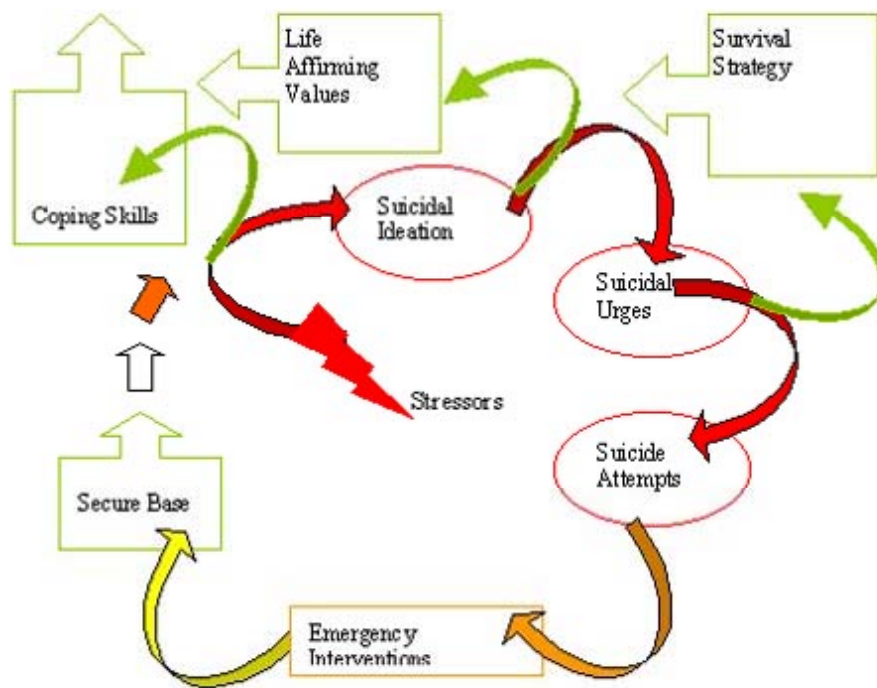 Life
Affirming
Values
Survival
Strategy
Coping Skills
Suicidal
Ideation
Suicidal
Urges
Stressors
Suicide
Attempts
Secure Base
Emergency
Interventions